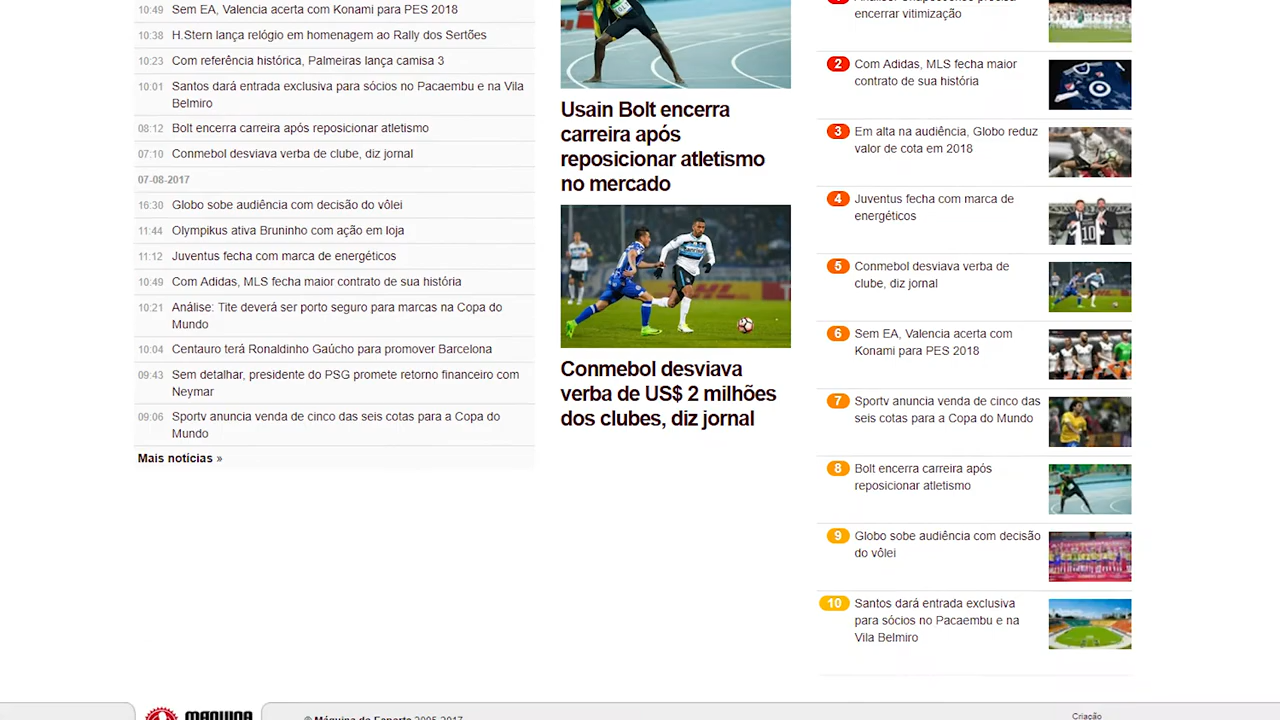 10:49 Sem EA, Valencia acerta com Konami para PES 2018
10:38 H.Stern lança relógio em homenagem a Rally dos Sertões
10:23 Com referência histórica, Palmeiras lança camisa 3
10:01 Santos dará entrada exclusiva para sócios no Pacaembu e na Vila
Belmiro
08:12 Bolt encerra carreira após reposicionar atletismo
07:16 Conmebol desviava verba de clube, diz jornal
07-08-2017
Globo sobe audiência com decisão do vôlei
11:44 Olympikus ativa Bruninho com ação em loja
11:12 Juventus fecha com marca de energéticos
10:48 Com Adidas, MLS fecha maior contrato de sua história
10:21 Análise: Tite deverá ser porto seguro para marcas na Copa do
Mundo
10:04 Centauro terá Ronaldinho Gaúcho para promover Barcelona
09:43 Sem detalhar, presidente do PSG prevê retorno financeiro com
Neymar
09:06 Sportv anuncia venda de cinco das seis cotas para a Copa do
Mundo
Mais notícias »
Usain Bolt encerra
carreira após
reposicionar atletismo
no mercado
Conmebol desviava
verba de US$ 2 milhões
dos clubes, diz jornal
encerrar vitimização
2 Com Adidas, MLS fecha maior
contrato de sua história
3 Em alta na audiência, Globo reduz
valor de cota em 2018
4 Juventus fecha com marca de
energéticos
5 Conmebol desviava verba de
clube, diz jornal
6 Sem EA, Valencia acerta com
Konami para PES 2018
7 Sportv anuncia venda de cinco das
seis cotas para a Copa do Mundo
8 Bolt encerra carreira após
reposicionar atletismo
9 Globo sobe audiência com decisão
do vôlei
10 Santos dará entrada exclusiva
para sócios no Pacaembu e na
Vila Belmiro
MÁQUINA
© Máquina do Esporte 2005-2017
Criação